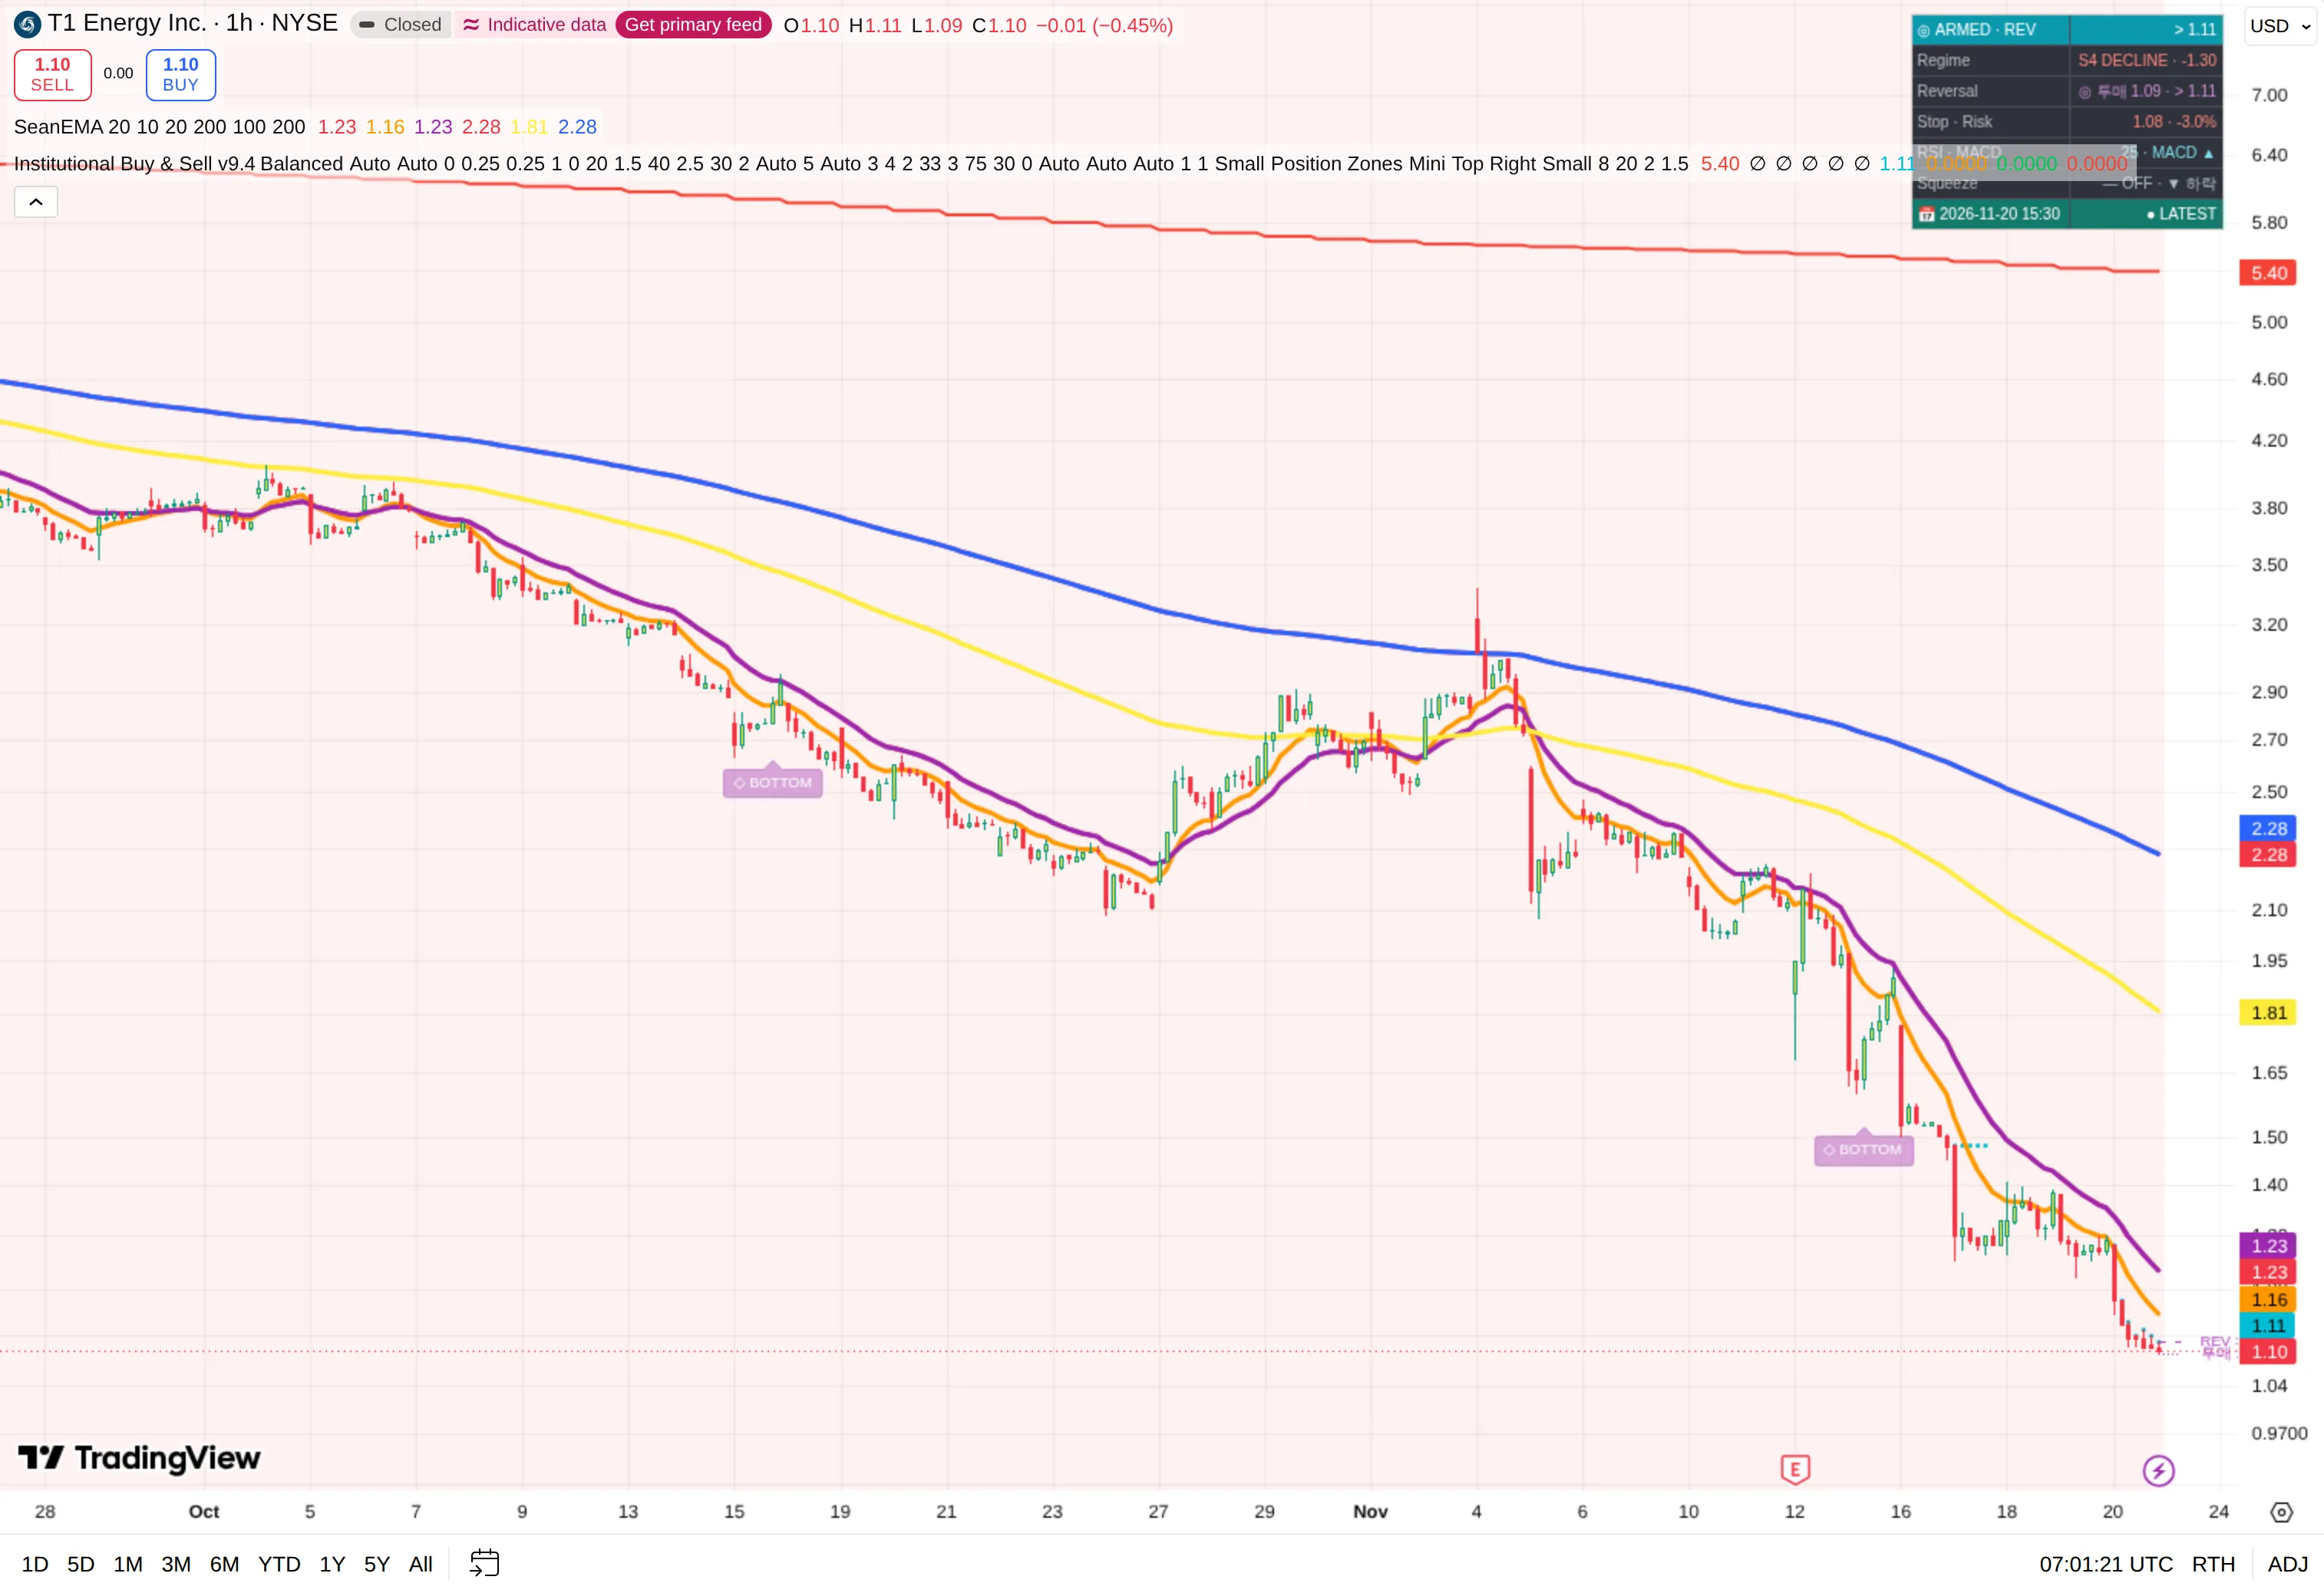 T1 Energy Inc. · 1h · NYSE Closed ≈ Indicative data Get primary feed O1.10 H1.11 L1.09 C1.10 −0.01 (−0.45%)
1.10 SELL 0.00 1.10 BUY
SeanEMA 20 10 20 200 100 200 1.23 1.16 1.23 2.28 1.81 2.28
Institutional Buy & Sell v9.4 Balanced Auto Auto 0 0.25 0.25 1 0 20 1.5 40 2.5 30 2 Auto 5 Auto 3 4 2 33 3 75 30 0 Auto Auto Auto 1 1 Small Position Zones Mini Top Right Small 8 20 2 1.5 5.40 ∅ ∅ ∅ ∅ ∅ 1.11 0.0000 0.0000 0.0000
◎ ARMED · REV > 1.11
Regime S4 DECLINE · -1.30
Reversal ◎ 투매 1.09 · > 1.11
Stop · Risk 1.08 · -3.0%
RSI · MACD 25 · MACD ▲
Squeeze — OFF · ▼ 하락
📅 2026-11-20 15:30 ● LATEST
USD
7.00
6.40
5.80
5.40
5.00
4.60
4.20
3.80
3.50
3.20
2.90
2.70
2.50
2.28
2.28
2.10
1.95
1.81
1.65
1.50
1.40
1.23
1.23
1.16
1.11
1.10
1.04
0.9700
◇ BOTTOM
◇ BOTTOM
REV
투매
TradingView
E
28 Oct 5 7 9 13 15 19 21 23 27 29 Nov 4 6 10 12 16 18 20 24
1D 5D 1M 3M 6M YTD 1Y 5Y All 07:01:21 UTC RTH ADJ